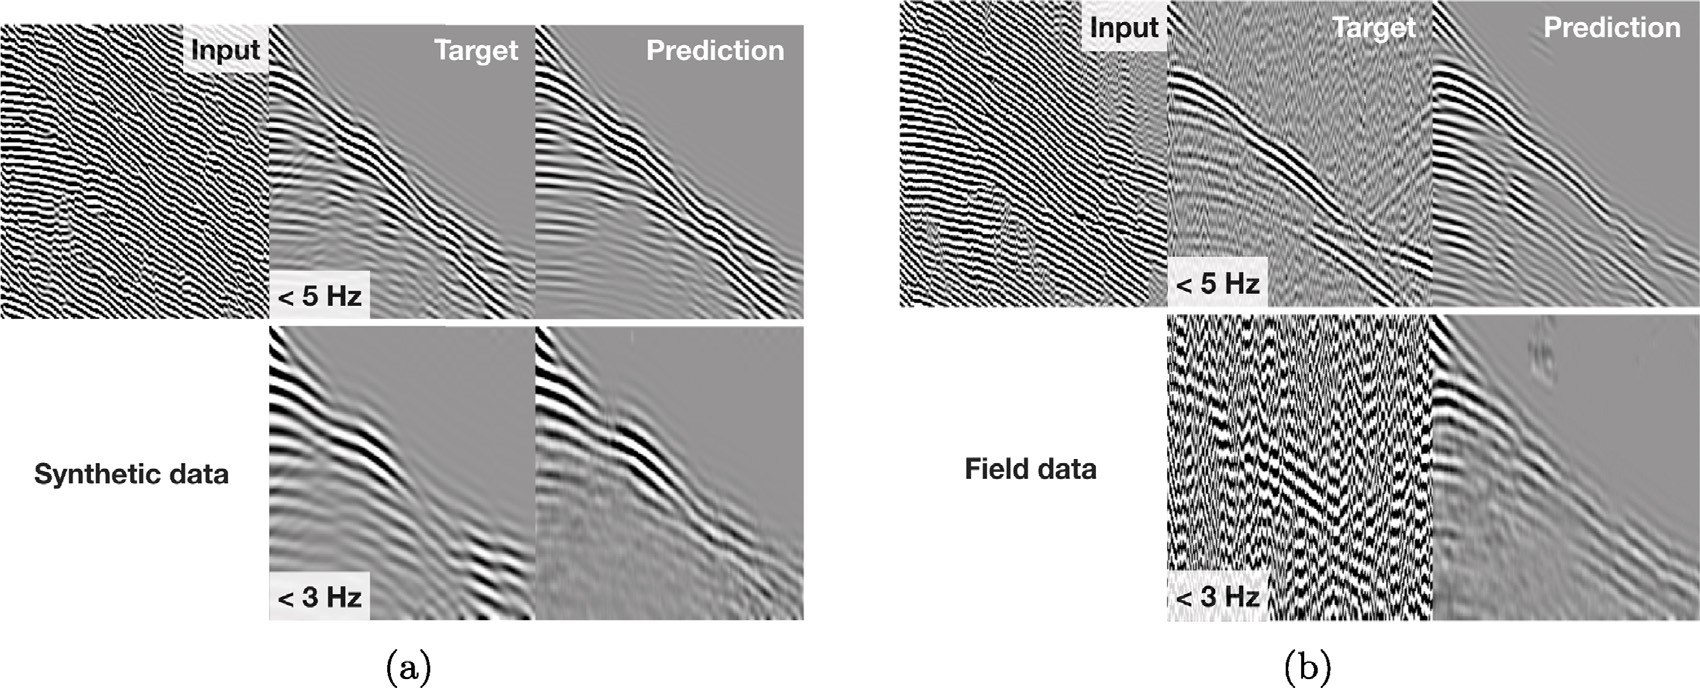 Input Target Prediction
< 5 Hz
Synthetic data
< 3 Hz
(a)
Input Target Prediction
< 5 Hz
Field data
< 3 Hz
(b)